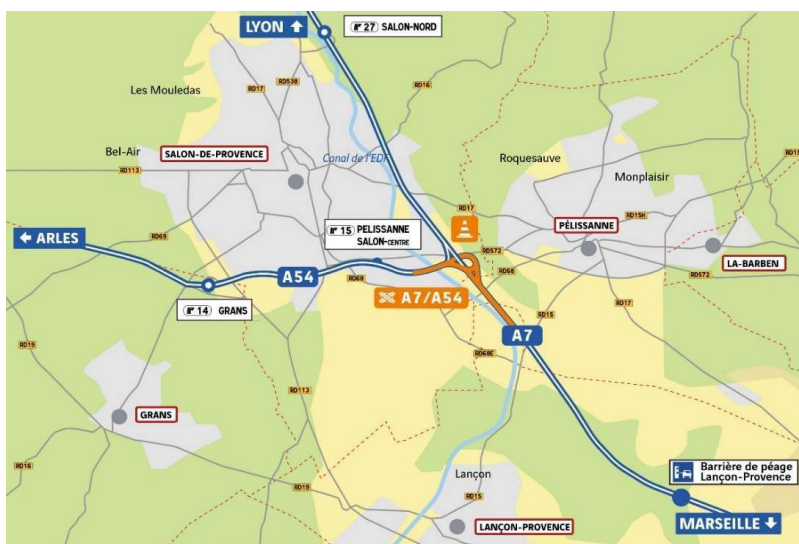 LYON ↑
27 SALON-NORD
RD16
RD538
Les Mouledas
RD17
Bel-Air
SALON-DE-PROVENCE
Canal de l'EDF
Roquesauve
RD113
Monplaisir
RD17
RD15H
15 PELISSANNE
SALON-CENTRE
PÉLISSANNE
← ARLES
RD69
RD572
LA-BARBEN
A54
RD68
RD68
RD572
14 GRANS
A7/A54
RD17
RD15
A7
RD19
RD68E
RD113
GRANS
RD16
Lançon
Barrière de péage
Lançon-Provence
RD19
RD15
LANÇON-PROVENCE
MARSEILLE ↓